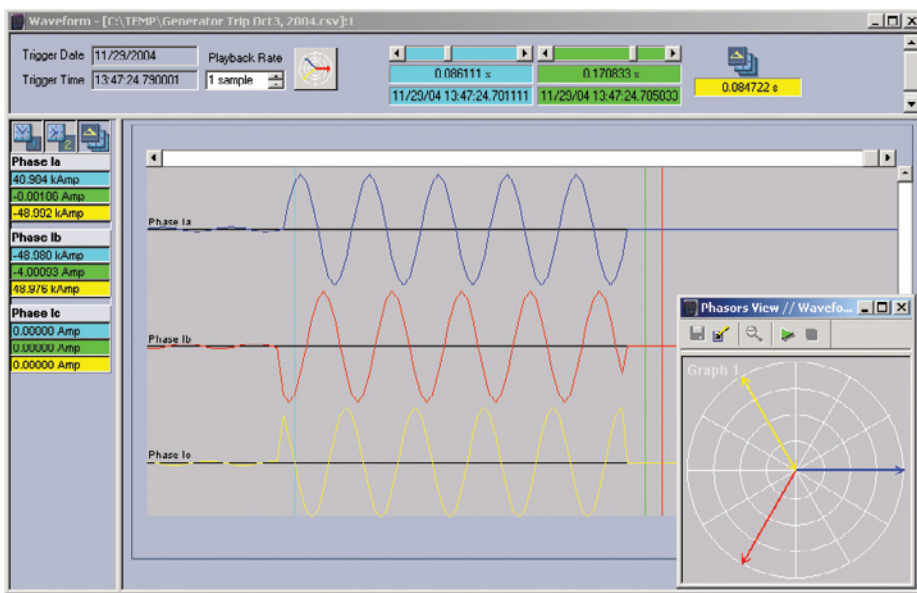 Waveform - [C:\TEMP\Generator Trip Oct3, 2004.csv]:1
Trigger Date 11/29/2004
Trigger Time 13:47:24.790001
Playback Rate
1 sample
0.086111 s
11/29/04 13:47:24.701111
0.170833 s
11/29/04 13:47:24.705833
0.084722 s
2
Phase Ia
40.904 kAmp
-0.00106 Amp
-48.992 kAmp
Phase Ib
-48.980 kAmp
-4.00093 Amp
48.976 kAmp
Phase Ic
0.00000 Amp
0.00000 Amp
0.00000 Amp
Phase Ia
Phase Ib
Phase Ic
Phasors View // Wavefo...
Graph 1